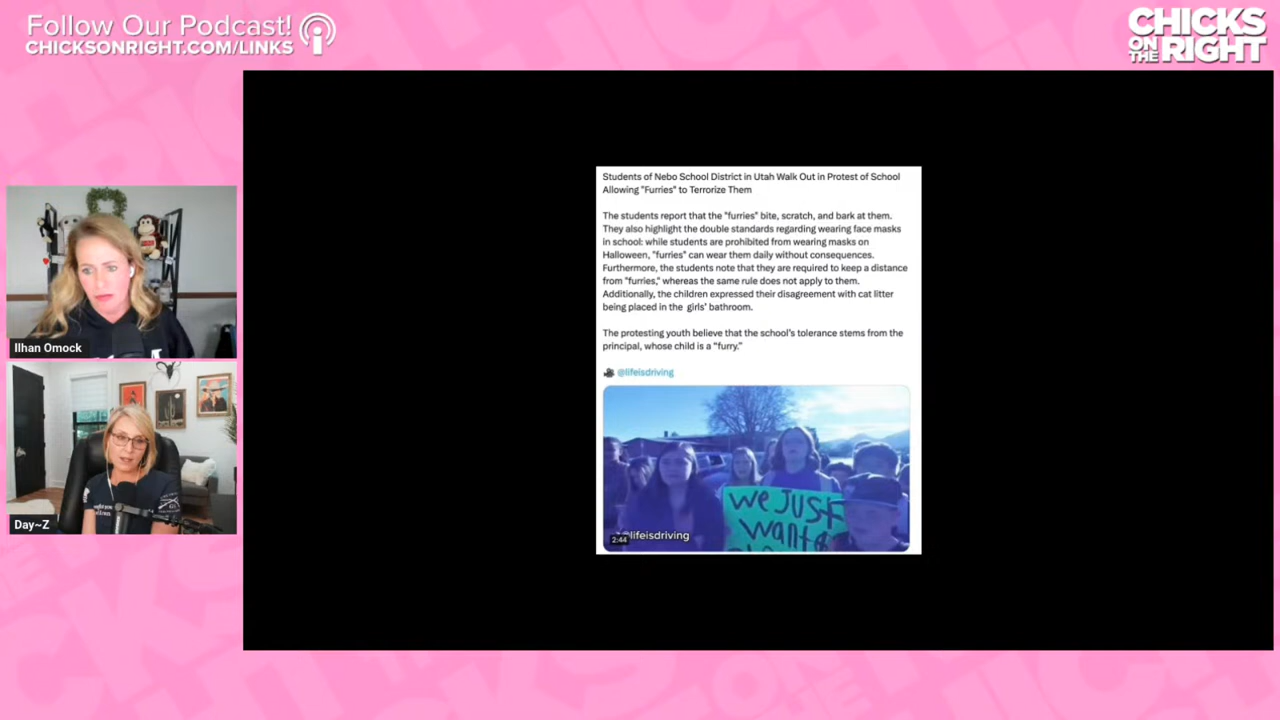 Follow Our Podcast!
CHICKSONRIGHT.COM/LINKS
CHICKS
ON THE RIGHT
Ilhan Omock
Day~Z
Students of Nebo School District in Utah Walk Out in Protest of School
Allowing "Furries" to Terrorize Them
The students report that the "furries" bite, scratch, and bark at them.
They also highlight the double standards regarding wearing face masks
in school: while students are prohibited from wearing masks on
Halloween, "furries" can wear them daily without consequences.
Furthermore, the students note that they are required to keep a distance
from "furries," whereas the same rule does not apply to them.
Additionally, the children expressed their disagreement with cat litter
being placed in the girls' bathroom.
The protesting youth believe that the school's tolerance stems from the
principal, whose child is a "furry."
@lifeisdriving
We JUST
Want
lifeisdriving
2:44